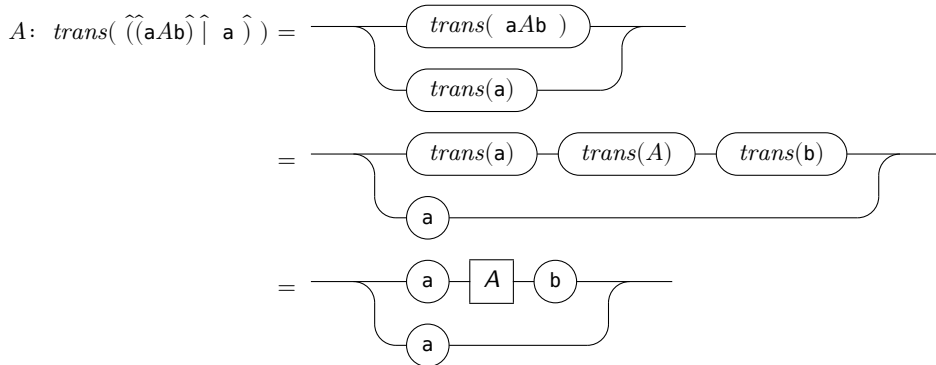 A: trans( ((aAb) | a ) ) = trans( aAb )
trans(a)
= trans(a) trans(A) trans(b)
a
= a A b
a